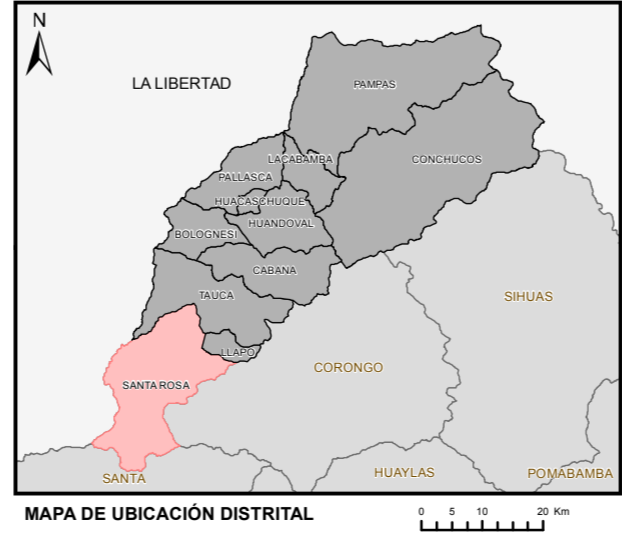 N
LA LIBERTAD
PAMPAS
LACABAMBA
CONCHUCOS
PALLASCA
HUACASCHUQUE
HUANDOVAL
BOLOGNESI
CABANA
TAUCA
SIHUAS
LLAPO
CORONGO
SANTA ROSA
SANTA
HUAYLAS
POMABAMBA
MAPA DE UBICACIÓN DISTRITAL
0 5 10 20 Km